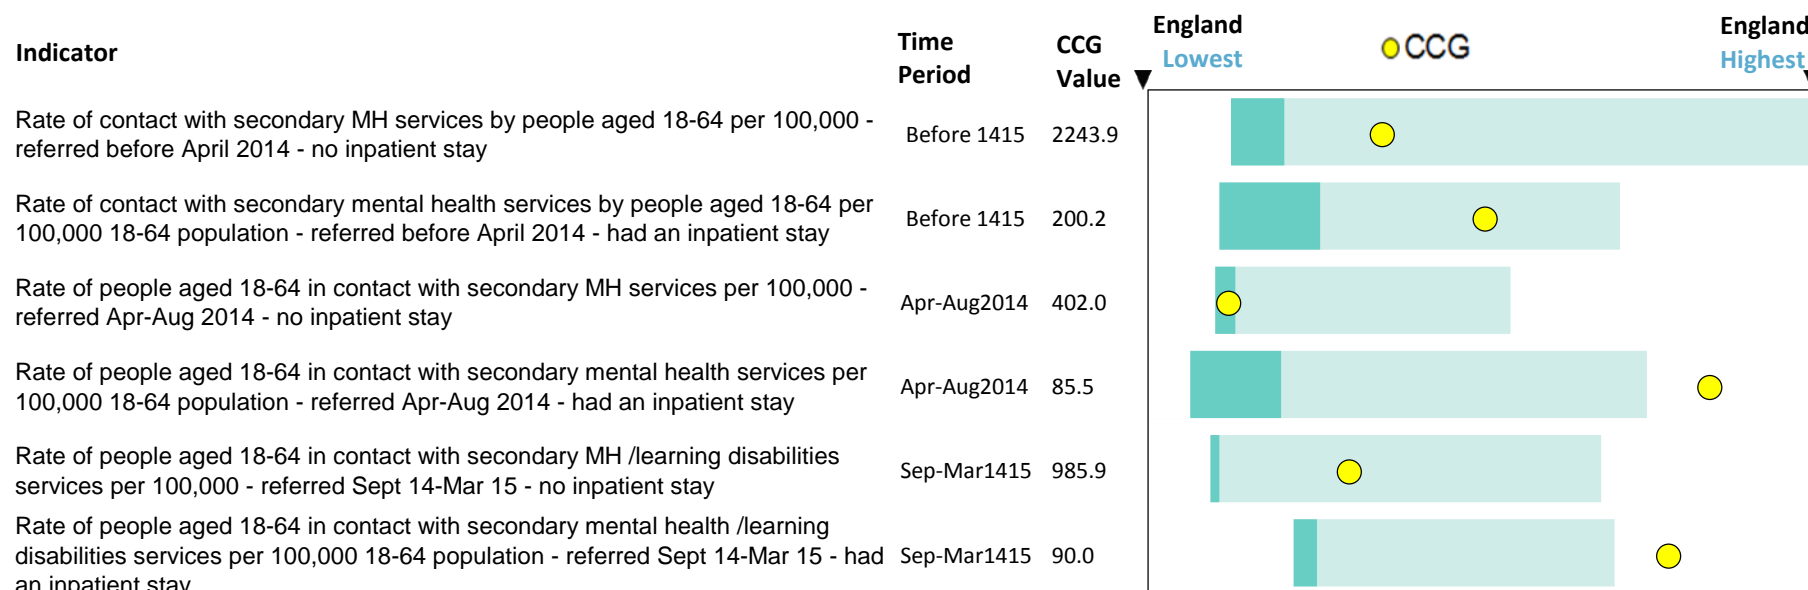 Indicator
Time
Period
CCG
Value
England
Lowest
CCG
England
Highest
Rate of contact with secondary MH services by people aged 18-64 per 100,000 -
referred before April 2014 - no inpatient stay
Before 1415
2243.9
Rate of contact with secondary mental health services by people aged 18-64 per
100,000 18-64 population - referred before April 2014 - had an inpatient stay
Before 1415
200.2
Rate of people aged 18-64 in contact with secondary MH services per 100,000 -
referred Apr-Aug 2014 - no inpatient stay
Apr-Aug2014
402.0
Rate of people aged 18-64 in contact with secondary mental health services per
100,000 18-64 population - referred Apr-Aug 2014 - had an inpatient stay
Apr-Aug2014
85.5
Rate of people aged 18-64 in contact with secondary MH /learning disabilities
services per 100,000 - referred Sept 14-Mar 15 - no inpatient stay
Sep-Mar1415
985.9
Rate of people aged 18-64 in contact with secondary mental health /learning
disabilities services per 100,000 18-64 population - referred Sept 14-Mar 15 - had
an inpatient stay
Sep-Mar1415
90.0